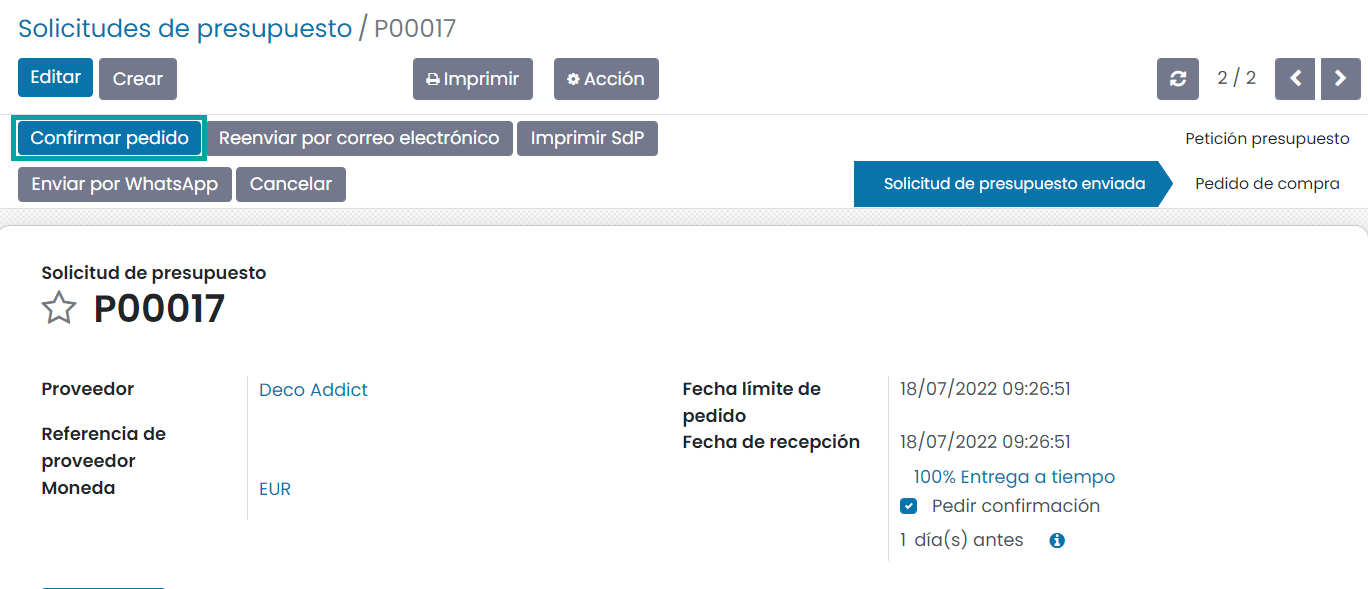 Solicitudes de presupuesto / P00017
Editar Crear Imprimir Acción 2 / 2
Confirmar pedido Reenviar por correo electrónico Imprimir SdP Petición presupuesto
Enviar por WhatsApp Cancelar Solicitud de presupuesto enviada Pedido de compra
Solicitud de presupuesto
P00017
Proveedor Deco Addict
Referencia de
proveedor
Moneda EUR
Fecha límite de 18/07/2022 09:26:51
pedido
Fecha de recepción 18/07/2022 09:26:51
100% Entrega a tiempo
Pedir confirmación
1 día(s) antes